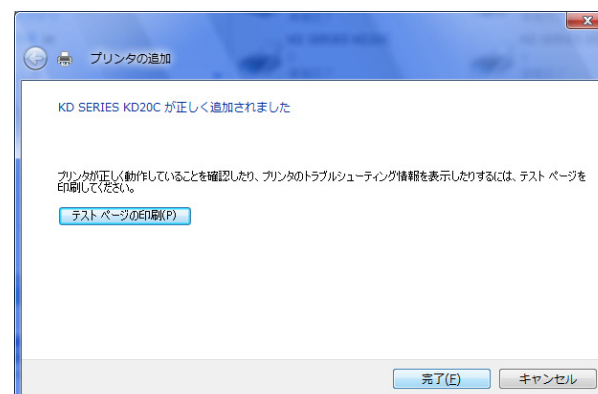 プリンタの追加
KD SERIES KD20C が正しく追加されました
プリンタが正しく動作していることを確認したり、プリンタのトラブルシューティング情報を表示したりするには、テスト ページを
印刷してください。
テスト ページの印刷(P)
完了(F) キャンセル